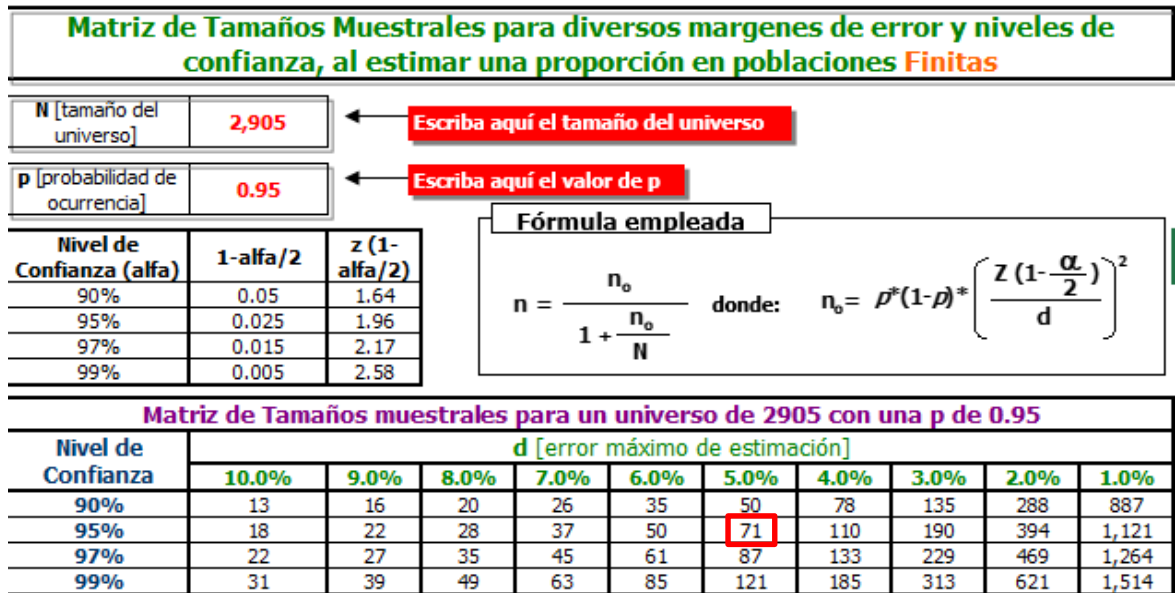 Matriz de Tamaños Muestrales para diversos margenes de error y niveles de
confianza, al estimar una proporción en poblaciones Finitas
N [tamaño del
universo]
2,905
Escriba aquí el tamaño del universo
p [probabilidad de
ocurrencia]
0.95
Escriba aquí el valor de p
Nivel de
Confianza (alfa)
1-alfa/2
z (1-
alfa/2)
90% 0.05 1.64
95% 0.025 1.96
97% 0.015 2.17
99% 0.005 2.58
Fórmula empleada
n = nₒ / (1 + nₒ/N) donde: nₒ= p*(1-p)* (Z (1-α/2) / d)²
Matriz de Tamaños muestrales para un universo de 2905 con una p de 0.95
Nivel de
Confianza
d [error máximo de estimación]
10.0% 9.0% 8.0% 7.0% 6.0% 5.0% 4.0% 3.0% 2.0% 1.0%
90% 13 16 20 26 35 50 78 135 288 887
95% 18 22 28 37 50 71 110 190 394 1,121
97% 22 27 35 45 61 87 133 229 469 1,264
99% 31 39 49 63 85 121 185 313 621 1,514